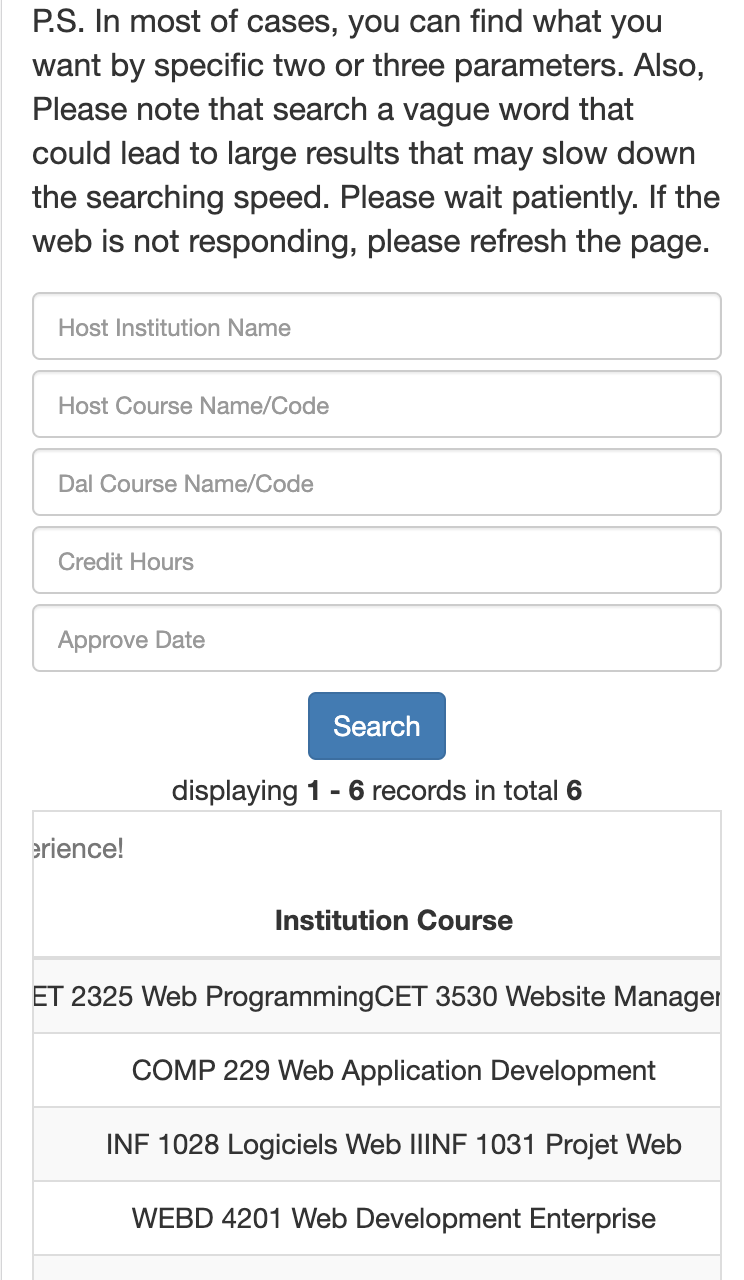 P.S. In most of cases, you can find what you
want by specific two or three parameters. Also,
Please note that search a vague word that
could lead to large results that may slow down
the searching speed. Please wait patiently. If the
web is not responding, please refresh the page.
Host Institution Name
Host Course Name/Code
Dal Course Name/Code
Credit Hours
Approve Date
Search
displaying 1 - 6 records in total 6
erience!
Institution Course
ET 2325 Web ProgrammingCET 3530 Website Manager
COMP 229 Web Application Development
INF 1028 Logiciels Web IIINF 1031 Projet Web
WEBD 4201 Web Development Enterprise